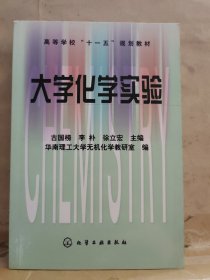 高等学校“十一五”规划教材
大学化学实验
CHEMISTRY
古国榜 李朴 徐立宏 主编
华南理工大学无机化学教研室 编
化学工业出版社